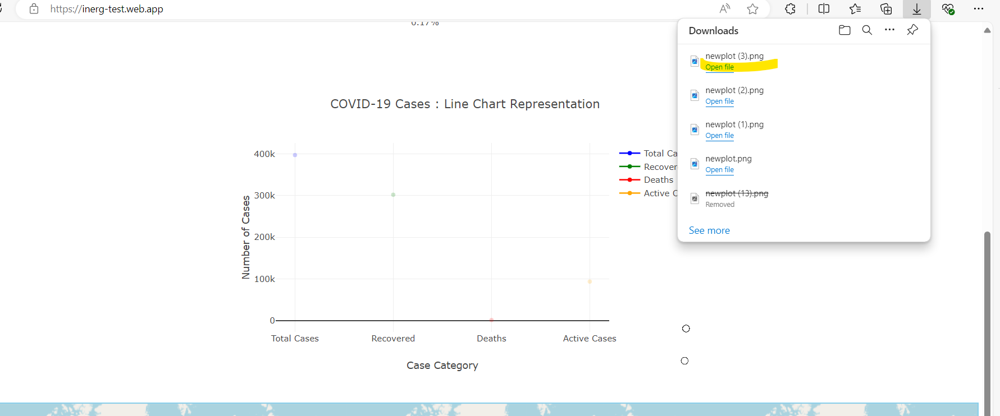 https://inerg-test.web.app
0.17%
Downloads
newplot (3).png
Open file
newplot (2).png
Open file
newplot (1).png
Open file
newplot.png
Open file
newplot (13).png
Removed
See more
COVID-19 Cases : Line Chart Representation
400k
300k
200k
100k
0
Number of Cases
Total Cases
Recovered
Deaths
Active Cases
Case Category
Total Ca
Recover
Deaths
Active C